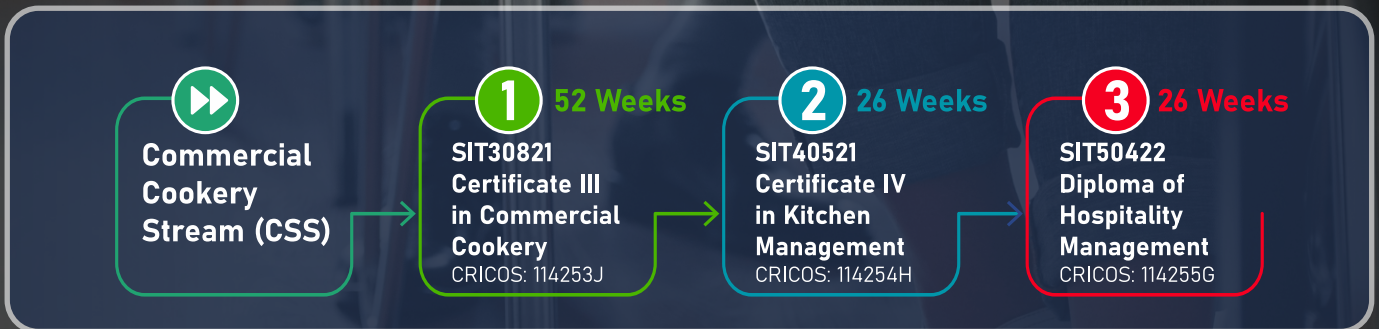 Commercial
Cookery
Stream (CSS)
1 52 Weeks
SIT30821
Certificate III
in Commercial
Cookery
CRICOS: 114253J
2 26 Weeks
SIT40521
Certificate IV
in Kitchen
Management
CRICOS: 114254H
3 26 Weeks
SIT50422
Diploma of
Hospitality
Management
CRICOS: 114255G